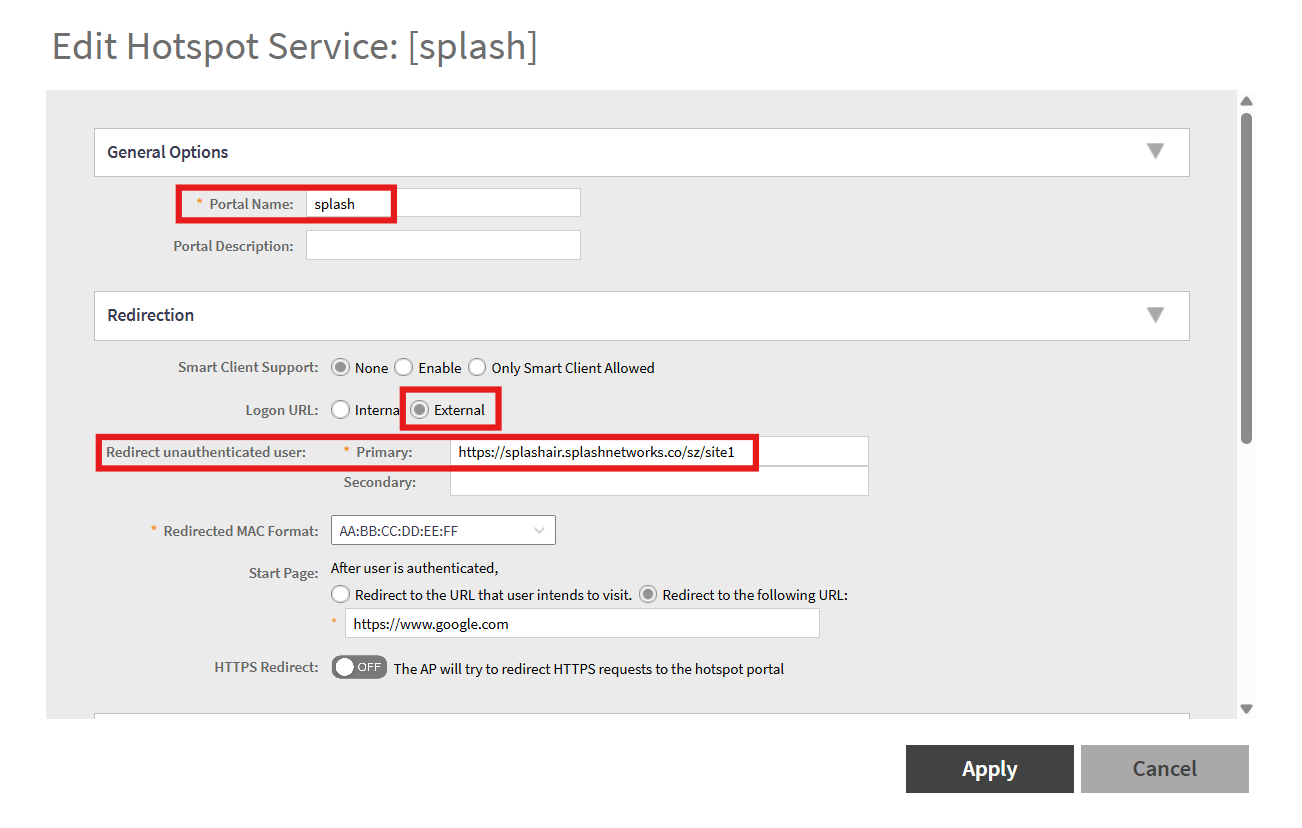 Edit Hotspot Service: [splash]
General Options
* Portal Name: splash
Portal Description:
Redirection
Smart Client Support: None Enable Only Smart Client Allowed
Logon URL: Interna External
Redirect unauthenticated user: * Primary: https://splashair.splashnetworks.co/sz/site1
Secondary:
* Redirected MAC Format: AA:BB:CC:DD:EE:FF
Start Page: After user is authenticated,
Redirect to the URL that user intends to visit. Redirect to the following URL:
* https://www.google.com
HTTPS Redirect: OFF The AP will try to redirect HTTPS requests to the hotspot portal
Apply Cancel